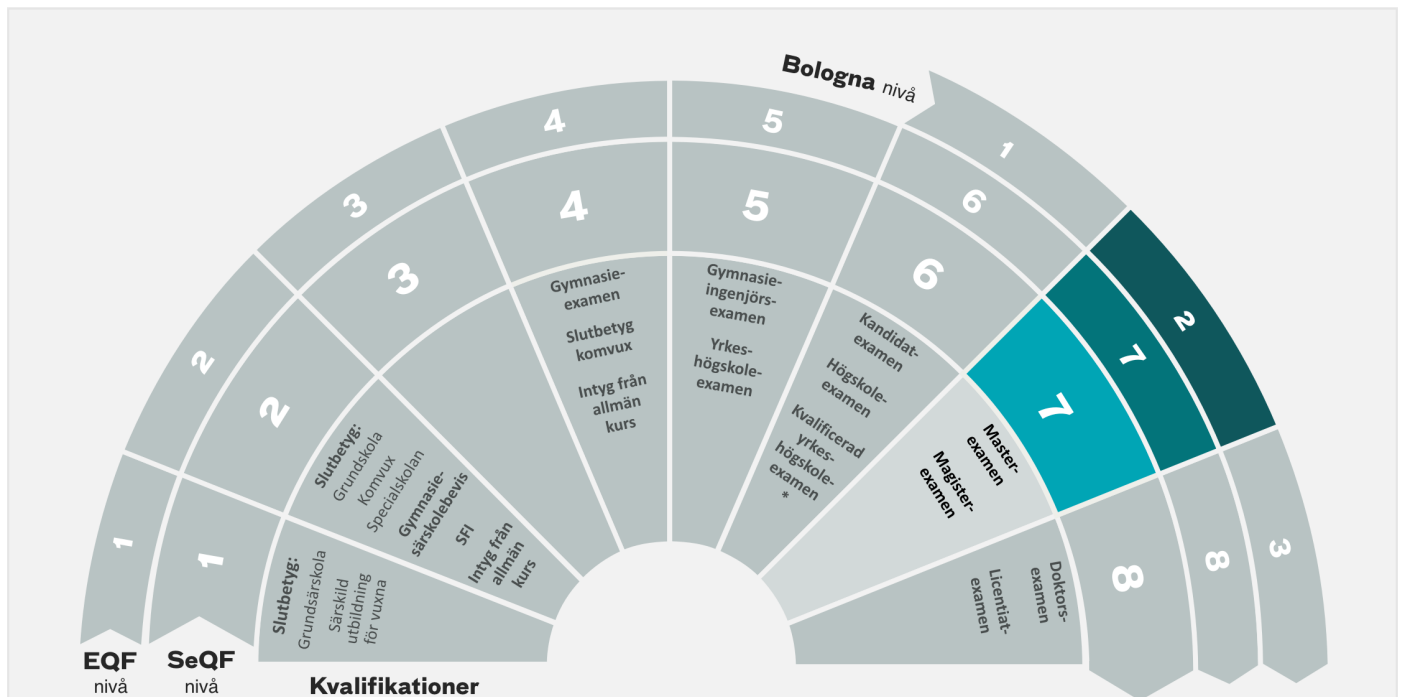 Bologna nivå
1
2
3
1
2
3
4
5
6
7
8
1
2
3
4
5
6
7
8
Slutbetyg:
Grundsärskola
Särskild
utbildning
för vuxna
Slutbetyg:
Grundskola
Komvux
Specialskolan
Gymnasie-
särskolebevis
SFI
Intyg från
allmän
kurs
Gymnasie-
examen
Slutbetyg
komvux
Intyg från
allmän
kurs
Gymnasie-
ingenjörs-
examen
Yrkes-
högskole-
examen
Kandidat-
examen
Högskole-
examen
Kvalificerad
yrkes-
högskole-
examen
*
Master-
examen
Magister-
examen
Doktors-
examen
Licentiat-
examen
EQF
nivå
SeQF
nivå
Kvalifikationer